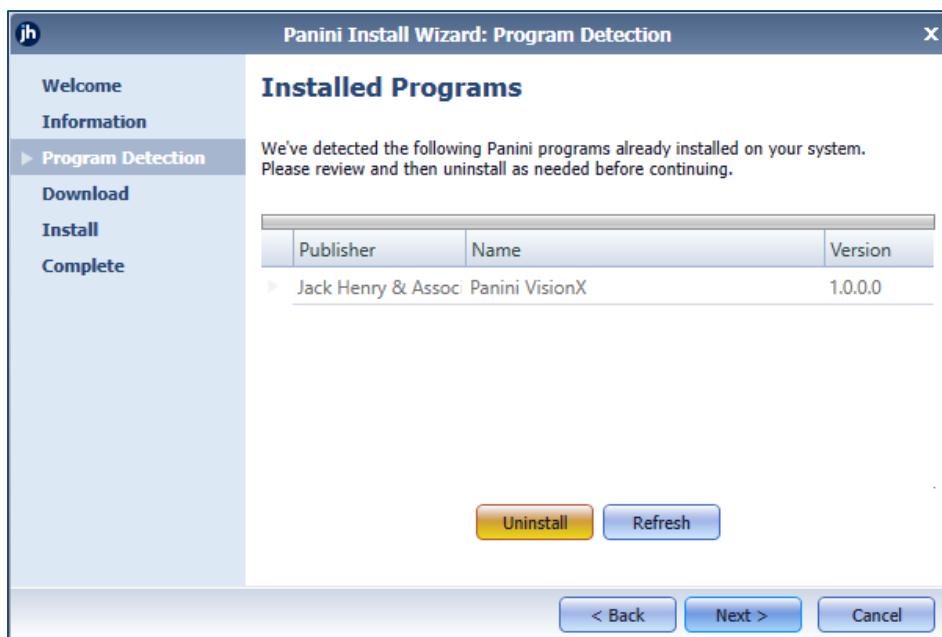 jh Panini Install Wizard: Program Detection X
Welcome
Information
Program Detection
Download
Install
Complete
Installed Programs
We've detected the following Panini programs already installed on your system.
Please review and then uninstall as needed before continuing.
Publisher Name Version
Jack Henry & Associ Panini VisionX 1.0.0.0
Uninstall Refresh
< Back Next > Cancel